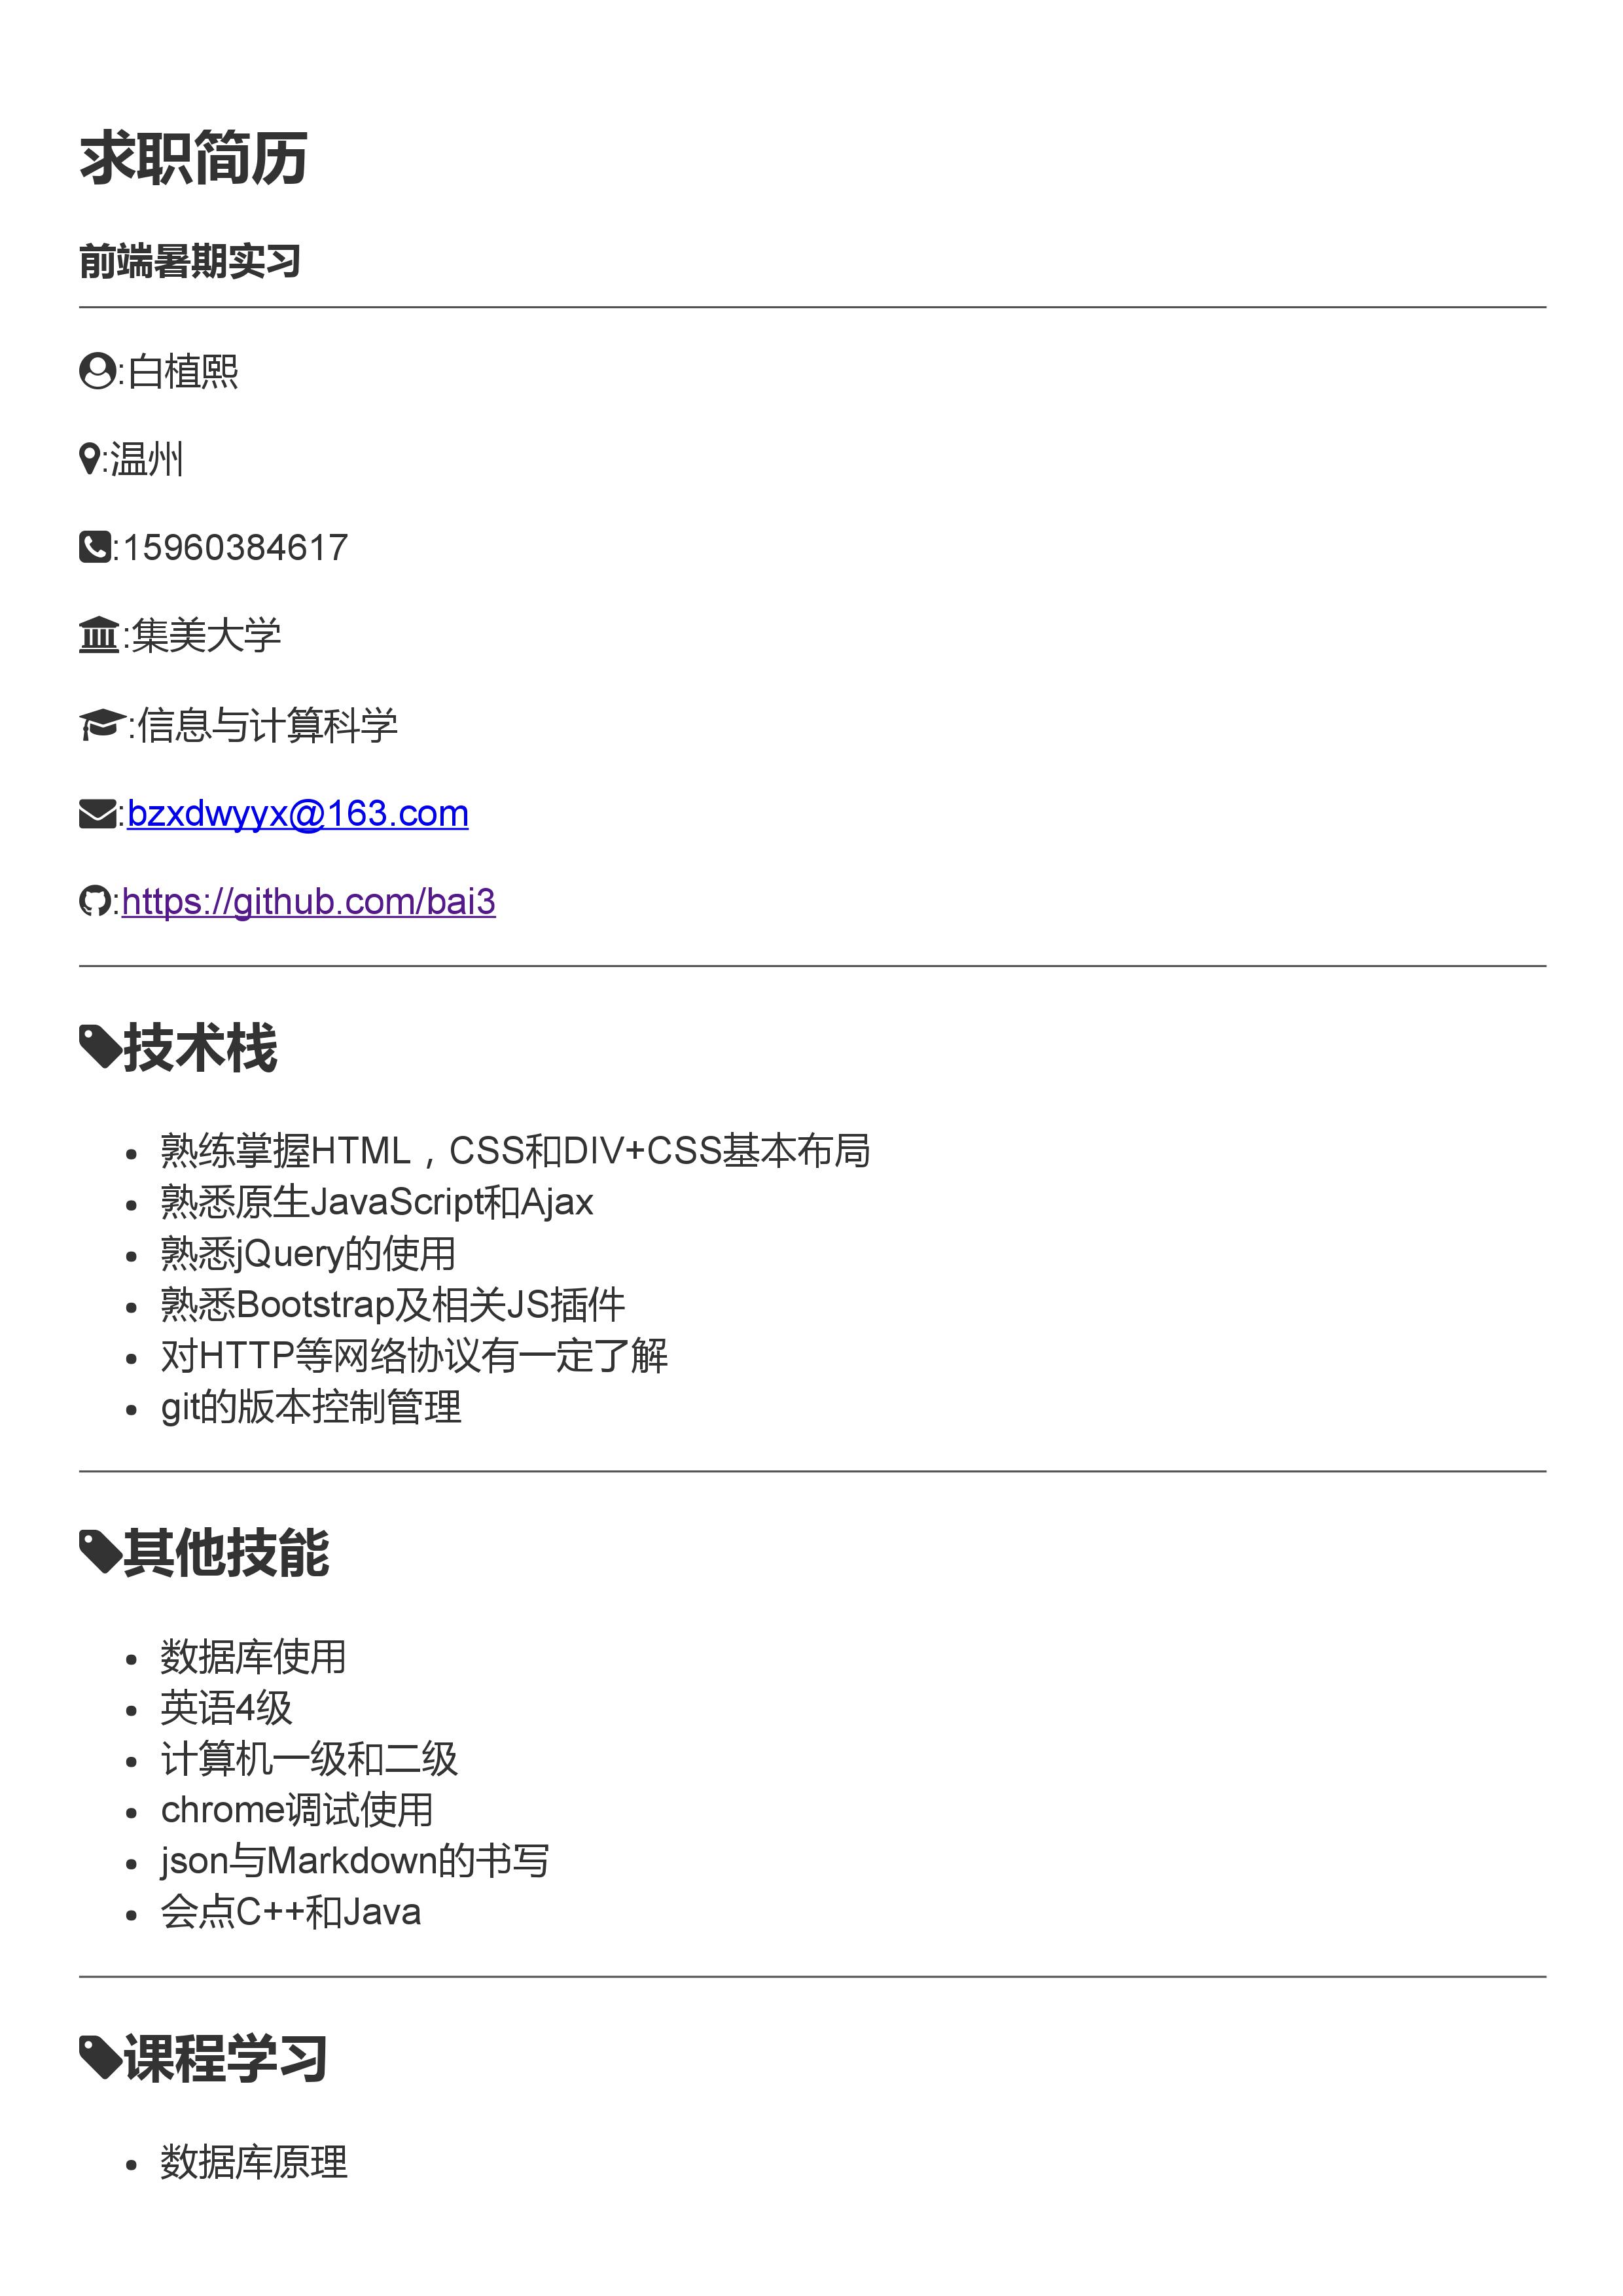 求职简历
前端暑期实习
:白植熙
:温州
:15960384617
:集美大学
:信息与计算科学
:bzxdwyyx@163.com
:https://github.com/bai3
技术栈
• 熟练掌握HTML，CSS和DIV+CSS基本布局
• 熟悉原生JavaScript和Ajax
• 熟悉jQuery的使用
• 熟悉Bootstrap及相关JS插件
• 对HTTP等网络协议有一定了解
• git的版本控制管理
其他技能
• 数据库使用
• 英语4级
• 计算机一级和二级
• chrome调试使用
• json与Markdown的书写
• 会点C++和Java
课程学习
• 数据库原理